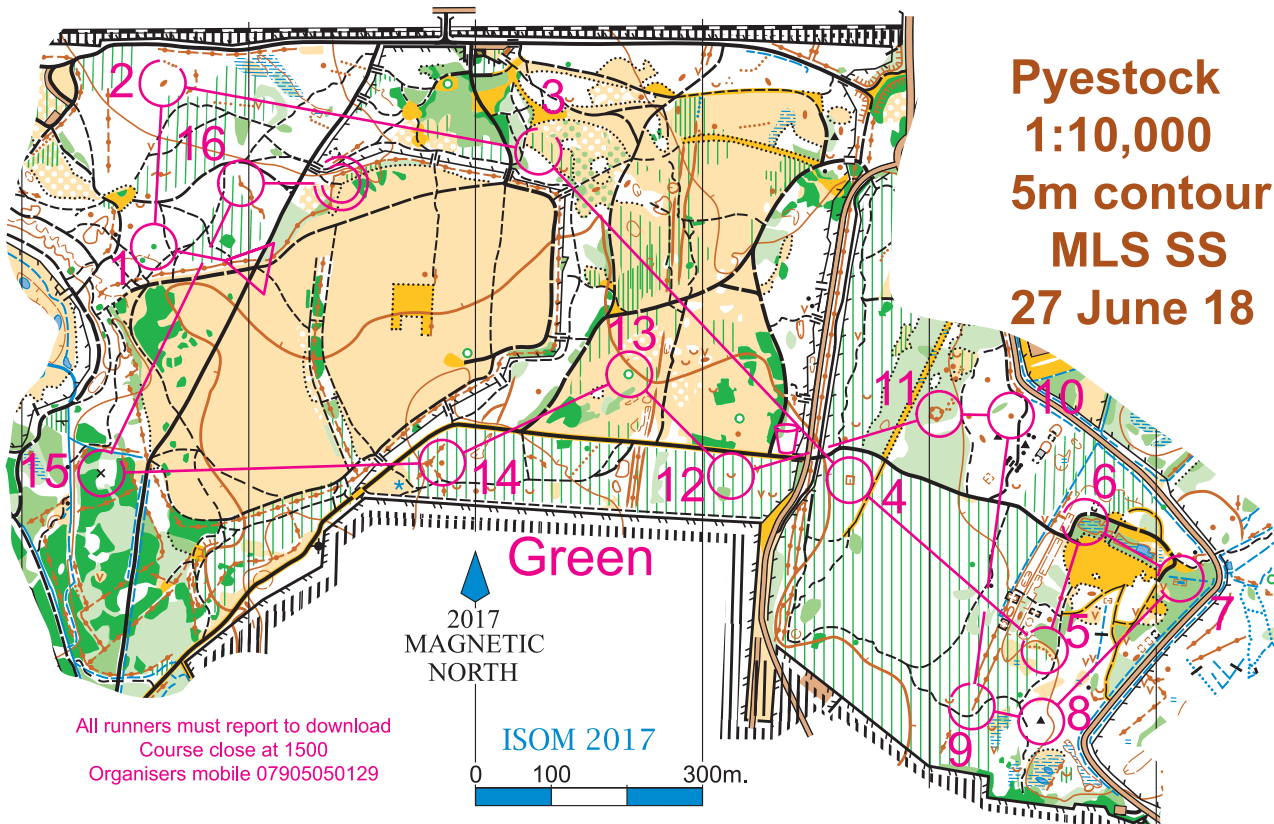 Pyestock
1:10,000
5m contour
MLS SS
27 June 18
2
3
16
1
13
11
10
15
14
12
4
6
5
7
9
8
Green
2017
MAGNETIC
NORTH
ISOM 2017
0 100 300m.
All runners must report to download
Course close at 1500
Organisers mobile 07905050129